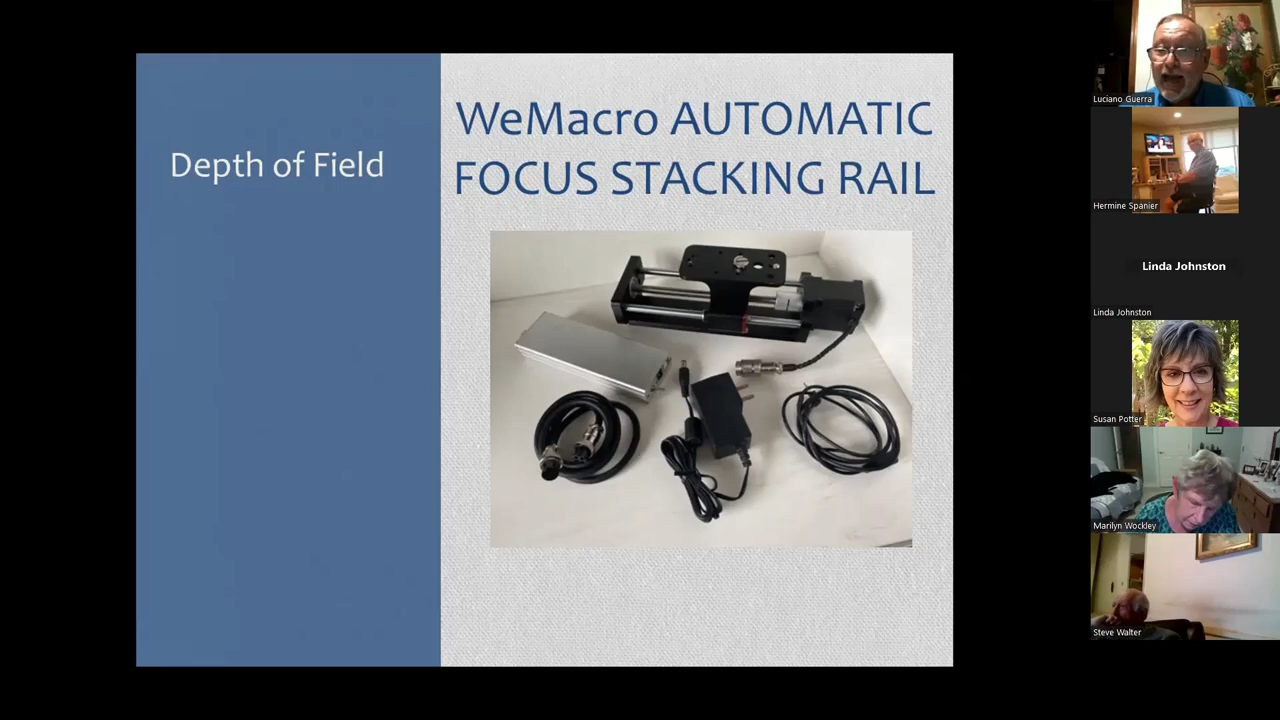 Depth of Field
WeMacro AUTOMATIC
FOCUS STACKING RAIL
Luciano Guerra
Hermine Spanier
Linda Johnston
Linda Johnston
Susan Potter
Marilyn Wockley
Steve Walter